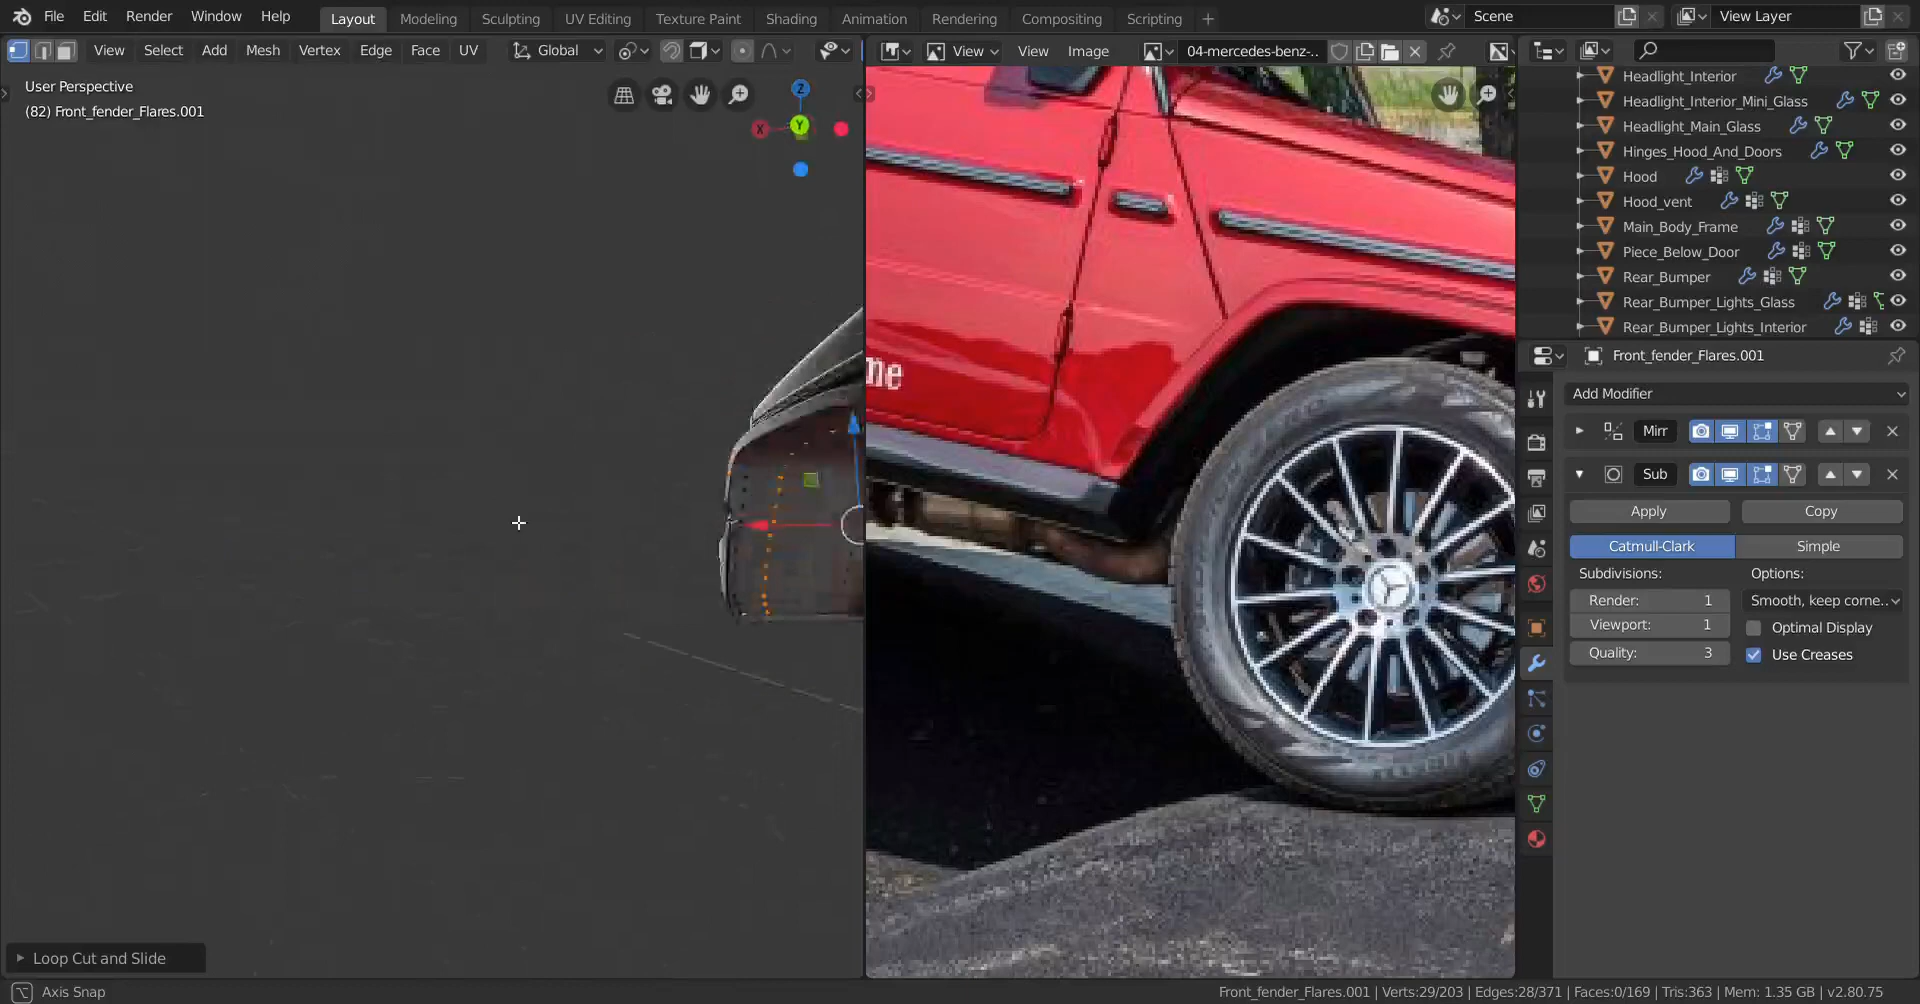 File Edit Render Window Help Layout Modeling Sculpting UV Editing Texture Paint Shading Animation Rendering Compositing Scripting + Scene View Layer
View Select Add Mesh Vertex Edge Face UV Global View View Image 04-mercedes-benz-..
User Perspective
(82) Front_fender_Flares.001
Z
Y
X
me
Headlight_Interior
Headlight_Interior_Mini_Glass
Headlight_Main_Glass
Hinges_Hood_And_Doors
Hood
Hood_vent
Main_Body_Frame
Piece_Below_Door
Rear_Bumper
Rear_Bumper_Lights_Glass
Rear_Bumper_Lights_Interior
Front_fender_Flares.001
Add Modifier
Mirr
Sub
Apply Copy
Catmull-Clark Simple
Subdivisions: Options:
Render: 1 Smooth, keep corne..
Viewport: 1 Optimal Display
Quality: 3 Use Creases
Loop Cut and Slide
Axis Snap Front_fender_Flares.001 | Verts:29/203 | Edges:28/371 | Faces:0/169 | Tris:363 | Mem: 1.35 GB | v2.80.75